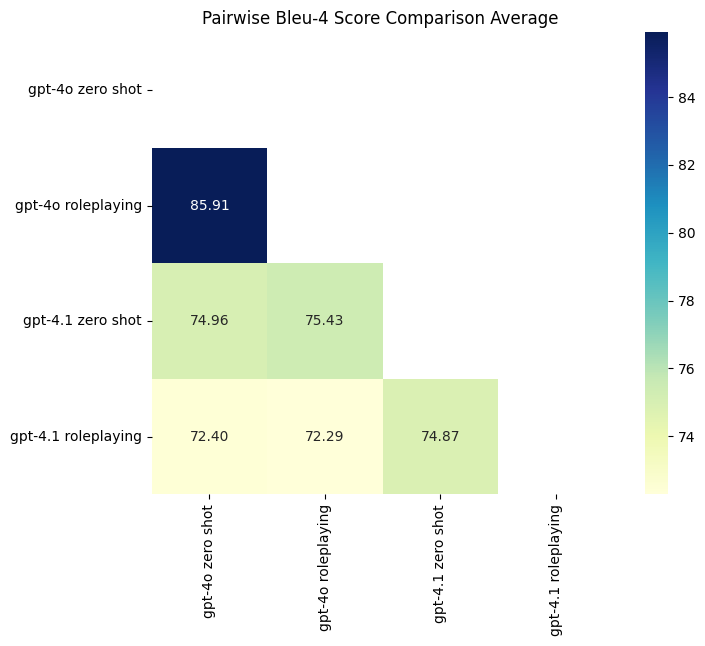 Pairwise Bleu-4 Score Comparison Average
gpt-4o zero shot
gpt-4o roleplaying
gpt-4.1 zero shot
gpt-4.1 roleplaying
85.91
74.96 75.43
72.40 72.29 74.87
gpt-4o zero shot
gpt-4o roleplaying
gpt-4.1 zero shot
gpt-4.1 roleplaying
84
82
80
78
76
74